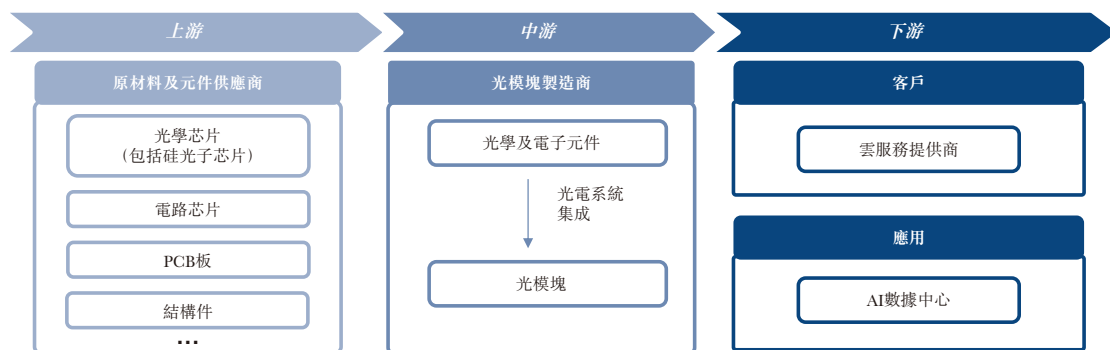 上游
中游
下游
原材料及元件供應商
光學芯片
(包括硅光子芯片)
電路芯片
PCB板
結構件
...
光模塊製造商
光學及電子元件
光電系統
集成
光模塊
客戶
雲服務提供商
應用
AI數據中心